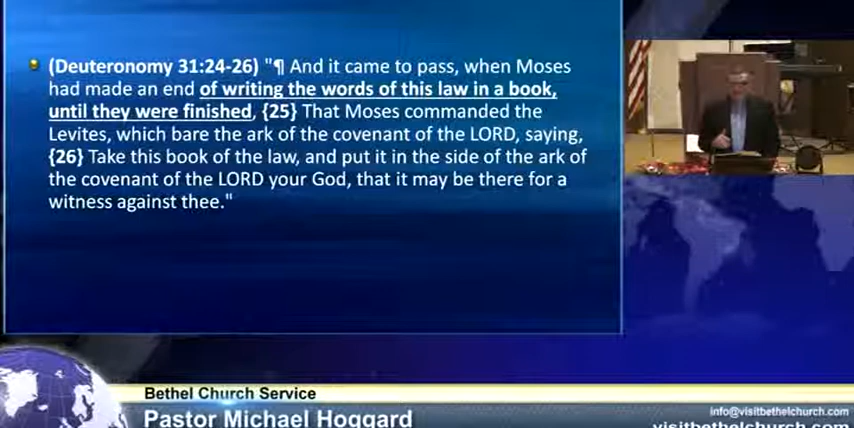 (Deuteronomy 31:24-26) "¶ And it came to pass, when Moses
had made an end of writing the words of this law in a book,
until they were finished, {25} That Moses commanded the
Levites, which bare the ark of the covenant of the LORD, saying,
{26} Take this book of the law, and put it in the side of the ark of
the covenant of the LORD your God, that it may be there for a
witness against thee."
Bethel Church Service
Pastor Michael Hoggard
info@visitbethelchurch.com
visitbethelchurch.com